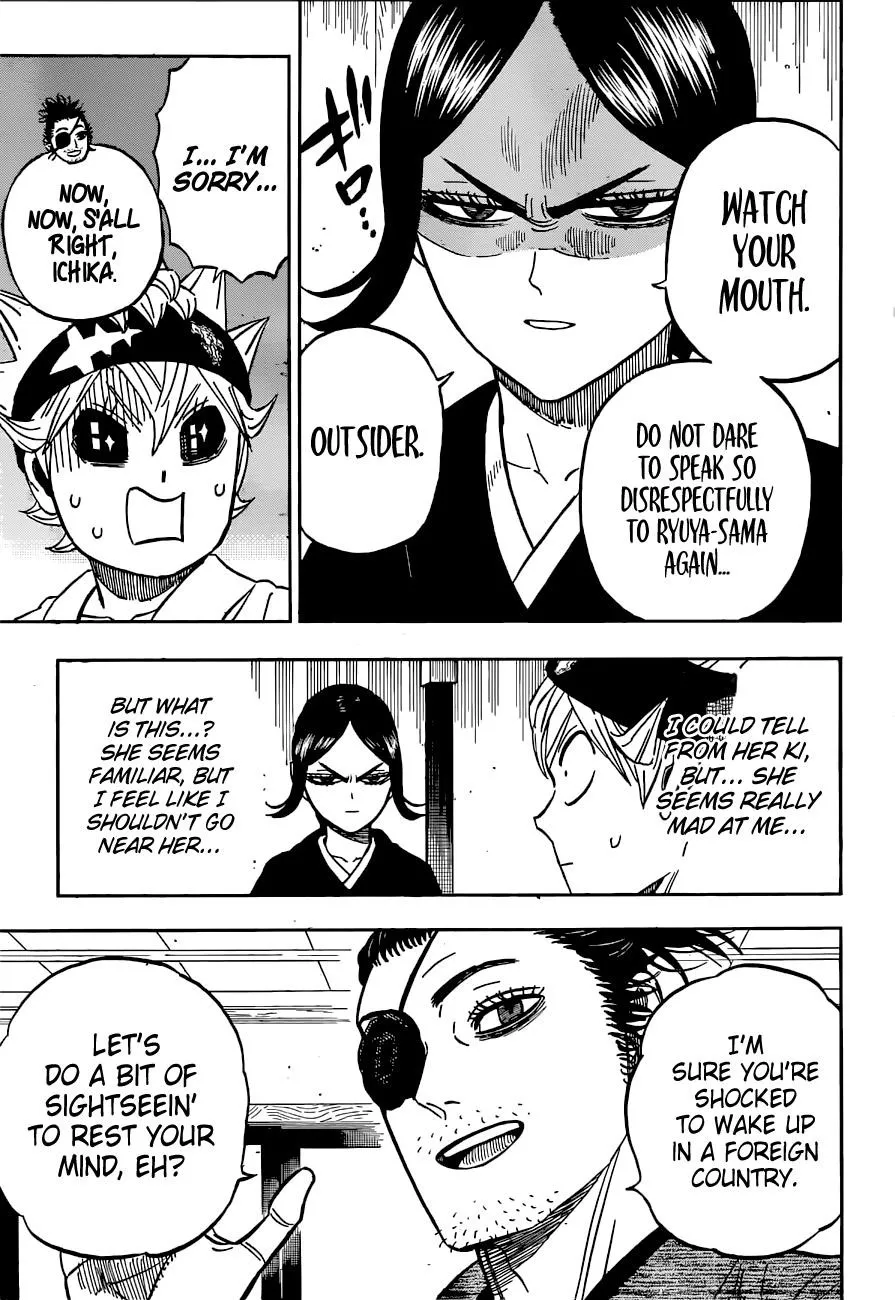 WATCH
YOUR
MOUTH.
DO NOT DARE
TO SPEAK SO
DISRESPECTFULLY
TO RYUYA-SAMA
AGAIN...
OUTSIDER.
ギロ
I... I'M
SORRY...
NOW,
NOW, S'ALL
RIGHT,
ICHIKA.
I COULD TELL
FROM HER KI,
BUT... SHE
SEEMS REALLY
MAD AT ME...
BUT WHAT
IS THIS...?
SHE SEEMS
FAMILIAR, BUT
I FEEL LIKE I
SHOULDN'T GO
NEAR HER...
I'M
SURE YOU'RE
SHOCKED
TO WAKE UP
IN A FOREIGN
COUNTRY.
LET'S
DO A BIT OF
SIGHTSEEIN'
TO REST YOUR
MIND, EH?